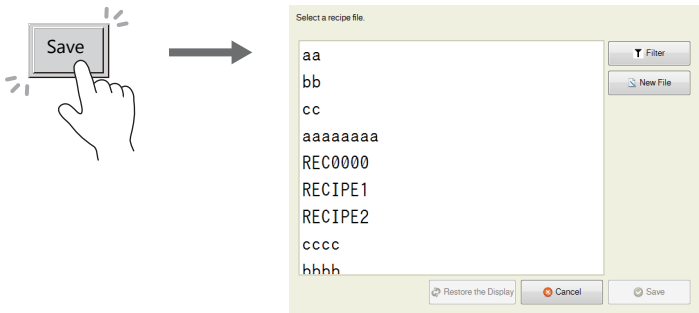 Save
Select a recipe file.
aa
bb
cc
aaaaaaaa
REC0000
RECIPE1
RECIPE2
cccc
bbbb
Filter
New File
Restore the Display
Cancel
Save